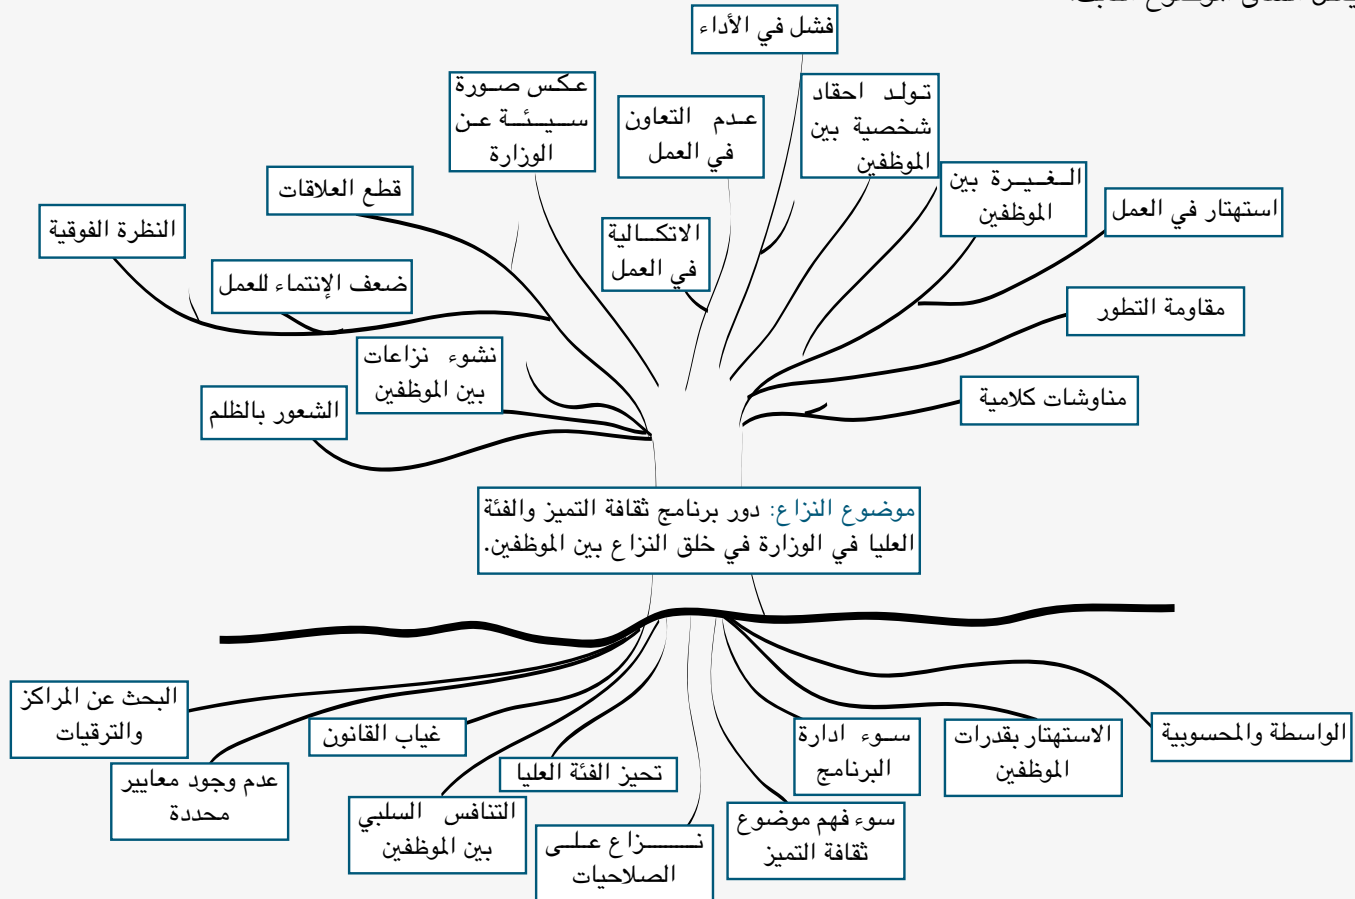 فشل في الأداء
تولد احقاد
شخصية بين
الموظفين
عدم التعاون
في العمل
عكس صورة
سيئة عن
الوزارة
الغيرة بين
الموظفين
استهتار في العمل
قطع العلاقات
النظرة الفوقية
الاتكالية
في العمل
ضعف الإنتماء للعمل
مقاومة التطور
نشوء نزاعات
بين الموظفين
مناوشات كلامية
الشعور بالظلم
موضوع النزاع: دور برنامج ثقافة التميز والفئة
العليا في الوزارة في خلق النزاع بين الموظفين.
الواسطة والمحسوبية
الاستهتار بقدرات
الموظفين
سوء ادارة
البرنامج
سوء فهم موضوع
ثقافة التميز
نزاع على
الصلاحيات
تحيز الفئة العليا
التنافس السلبي
بين الموظفين
غياب القانون
عدم وجود معايير
محددة
البحث عن المراكز
والترقيات